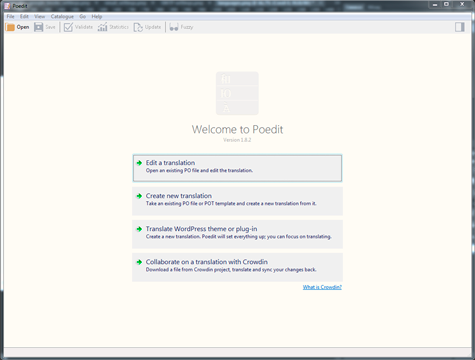 Poedit
File Edit View Catalogue Go Help
Open Save Validate Statistics Update Fuzzy
Welcome to Poedit
Version 1.8.2
Edit a translation
Open an existing PO file and edit the translation.
Create new translation
Take an existing PO file or POT template and create a new translation from it.
Translate WordPress theme or plug-in
Create a new translation. Poedit will set everything up; you can focus on translating.
Collaborate on a translation with Crowdin
Download a file from Crowdin project, translate and sync your changes back.
What is Crowdin?